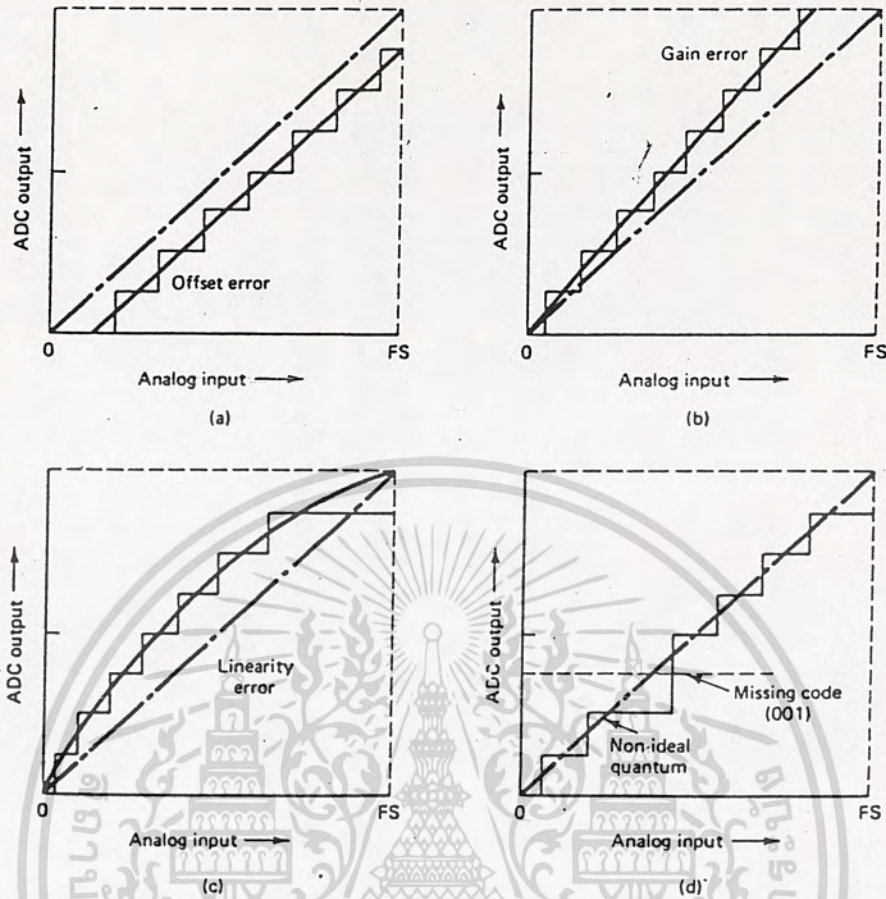 ADC output
Gain error
Offset error
0
FS
Analog input
(a)
ADC output
0
FS
Analog input
(b)
ADC output
Linearity
error
0
FS
Analog input
(c)
ADC output
Missing code
(001)
Non-ideal
quantum
0
FS
Analog input
(d)